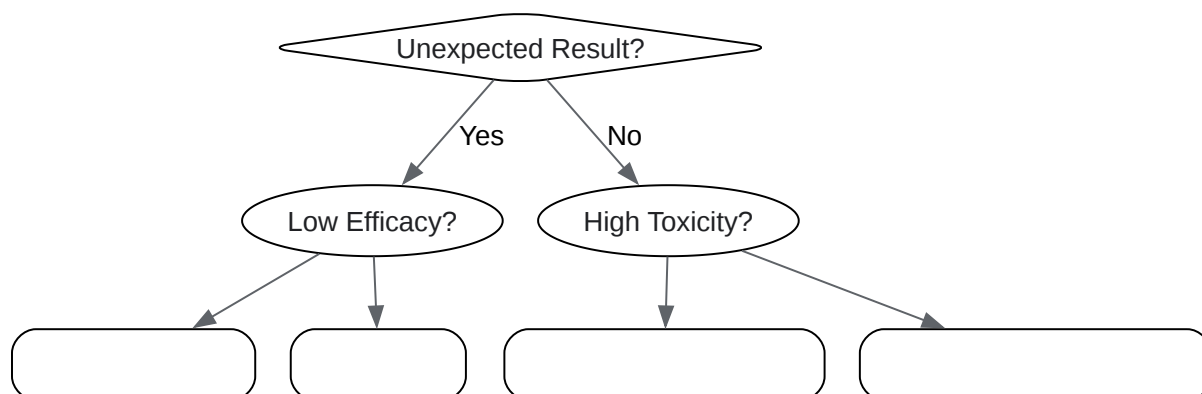 Unexpected Result?
Yes
No
Low Efficacy?
High Toxicity?